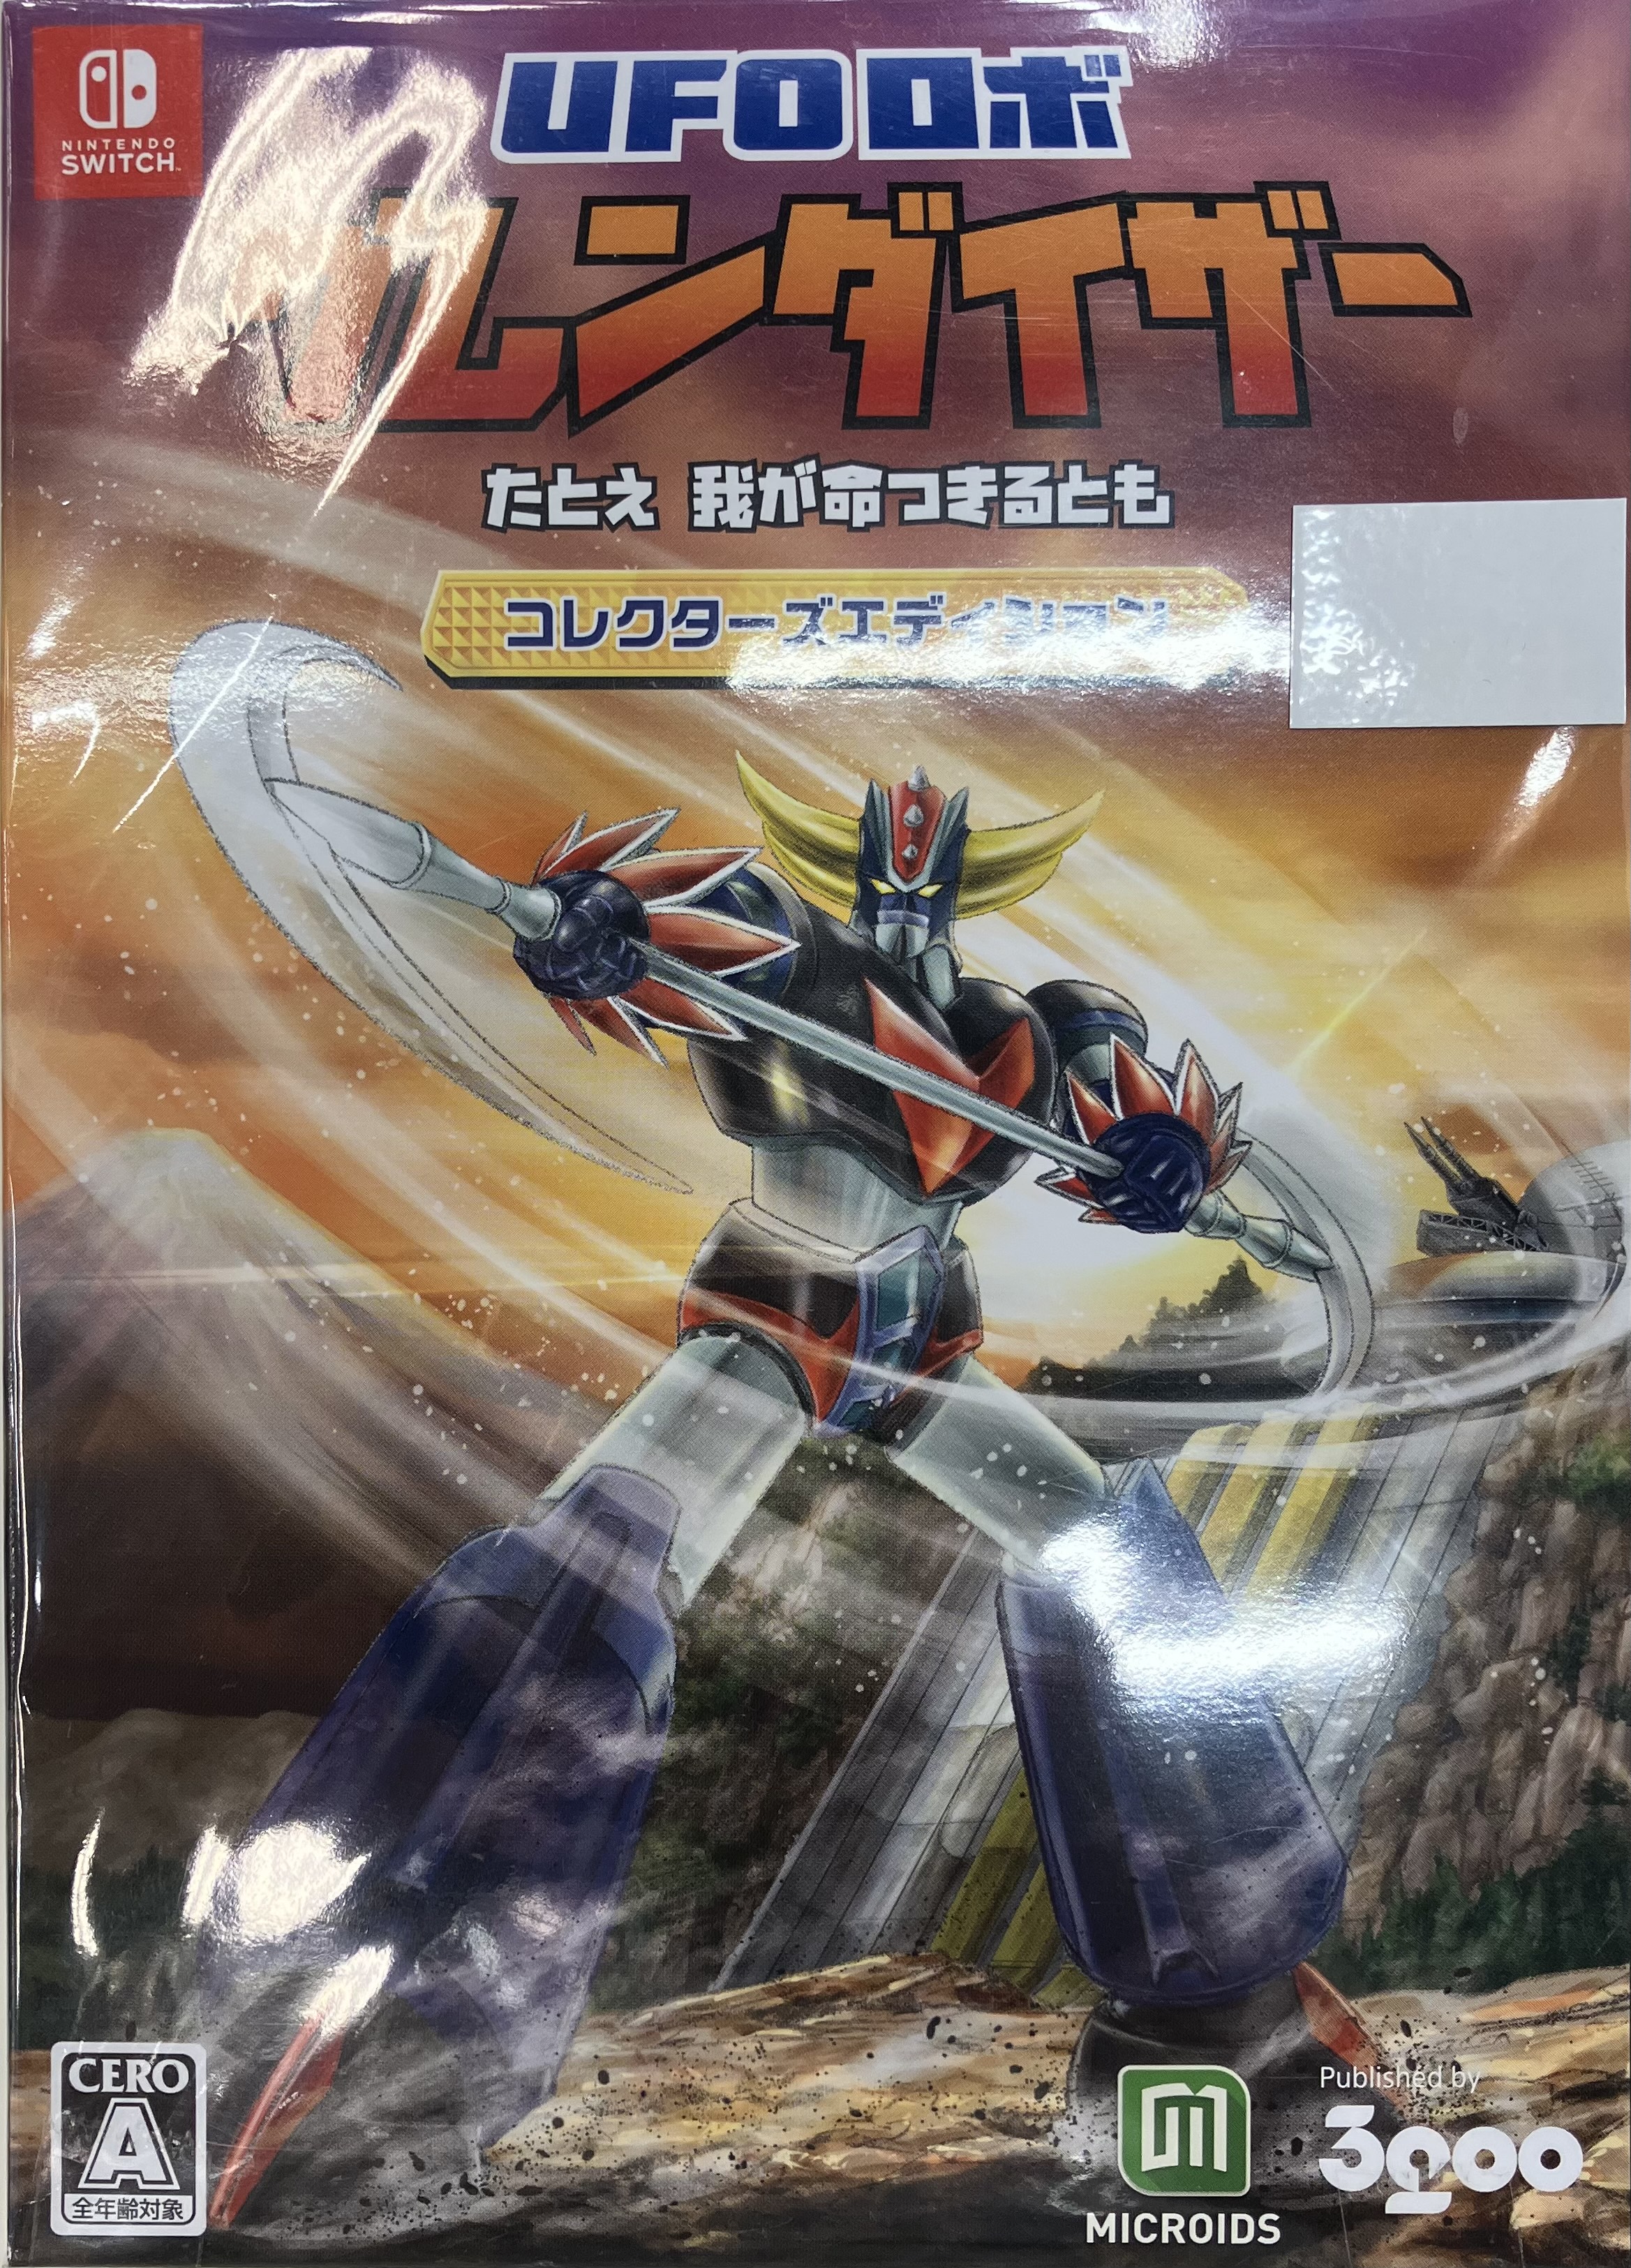 NINTENDO
SWITCH
UFOロボ
グレンダイザー
たとえ 我が命つきるとも
コレクターズエディション
CERO
A
全年齢対象
MICROIDS
Published by
3goo